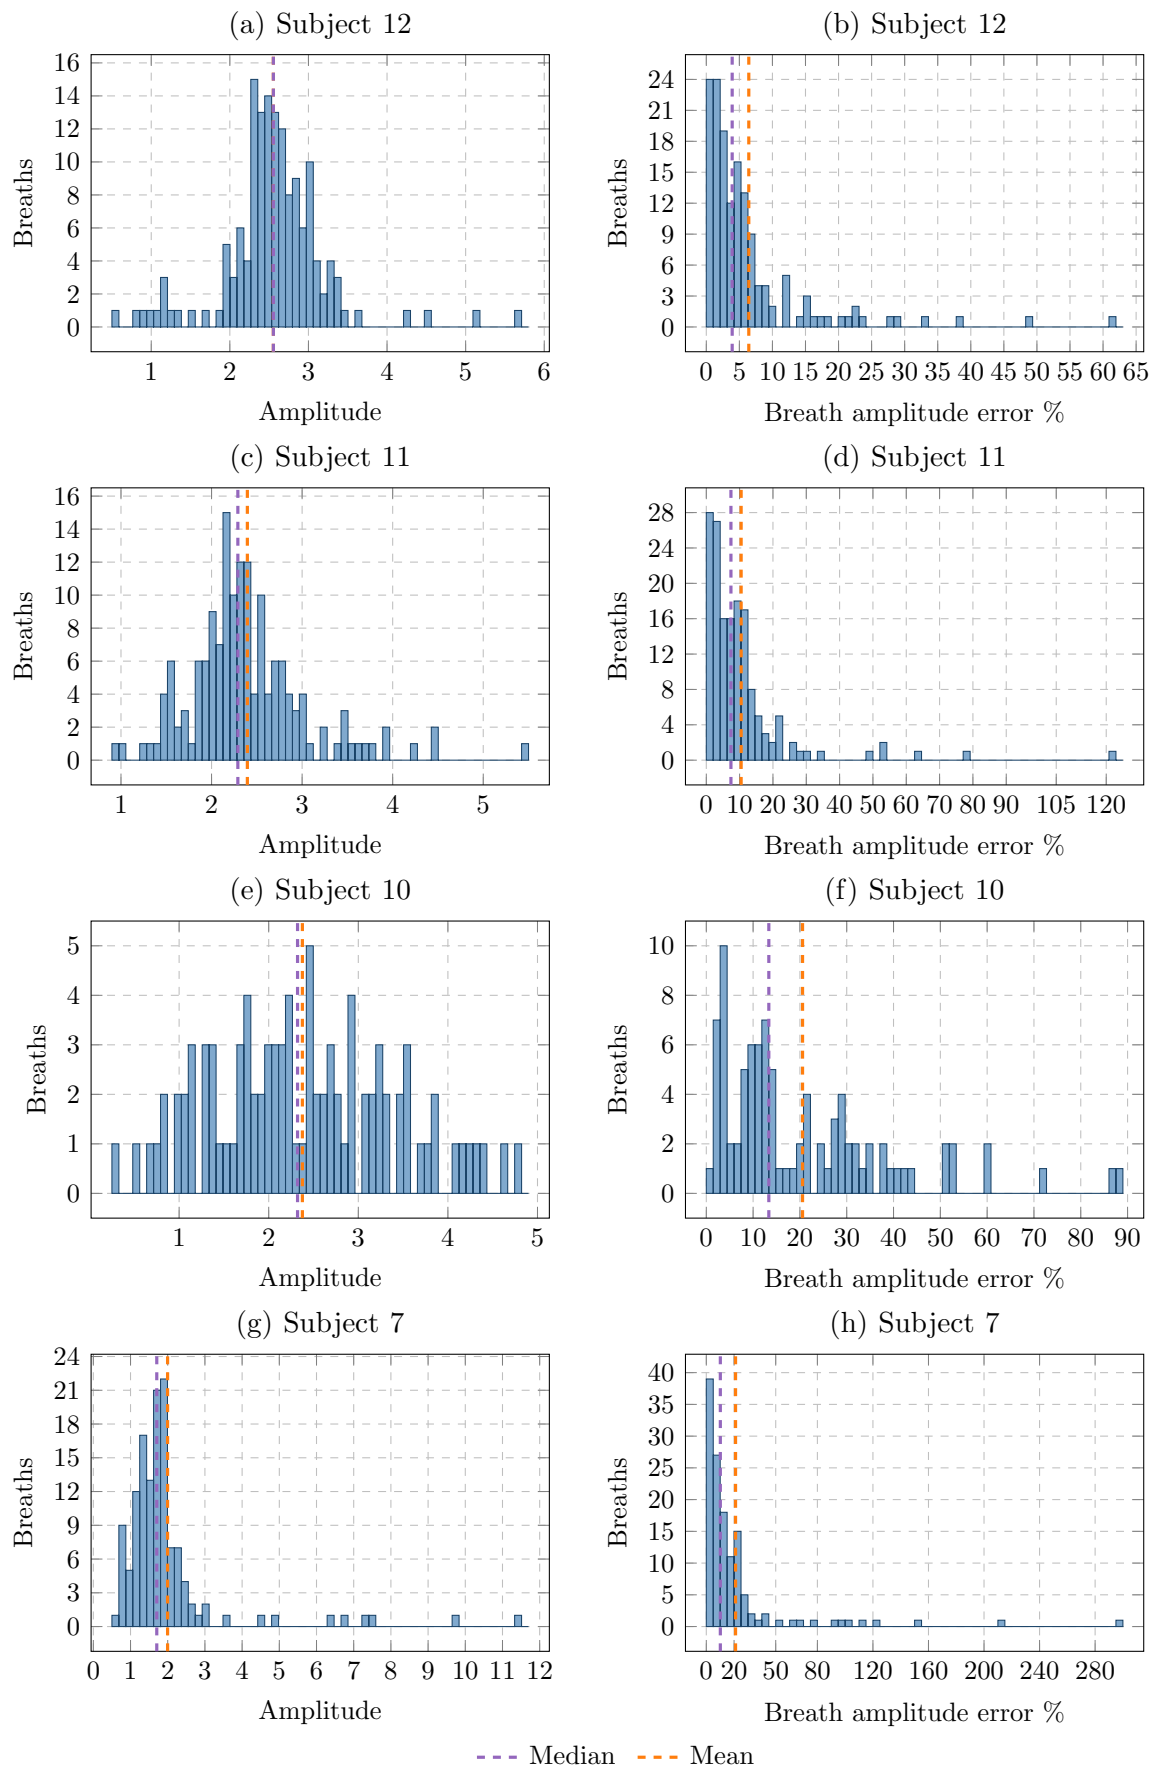 (a) Subject 12
(b) Subject 12
16
14
12
10
8
6
4
2
0
Breaths
1 2 3 4 5 6
Amplitude
24
21
18
15
12
9
6
3
0
Breaths
0 5 10 15 20 25 30 35 40 45 50 55 60 65
Breath amplitude error %
(c) Subject 11
(d) Subject 11
16
14
12
10
8
6
4
2
0
Breaths
1 2 3 4 5
Amplitude
28
24
20
16
12
8
4
0
Breaths
0 10 20 30 40 50 60 70 80 90 105 120
Breath amplitude error %
(e) Subject 10
(f) Subject 10
5
4
3
2
1
0
Breaths
1 2 3 4 5
Amplitude
10
8
6
4
2
0
Breaths
0 10 20 30 40 50 60 70 80 90
Breath amplitude error %
(g) Subject 7
(h) Subject 7
24
21
18
15
12
9
6
3
0
Breaths
0 1 2 3 4 5 6 7 8 9 10 11 12
Amplitude
40
35
30
25
20
15
10
5
0
Breaths
0 20 50 80 120 160 200 240 280
Breath amplitude error %
Median Mean